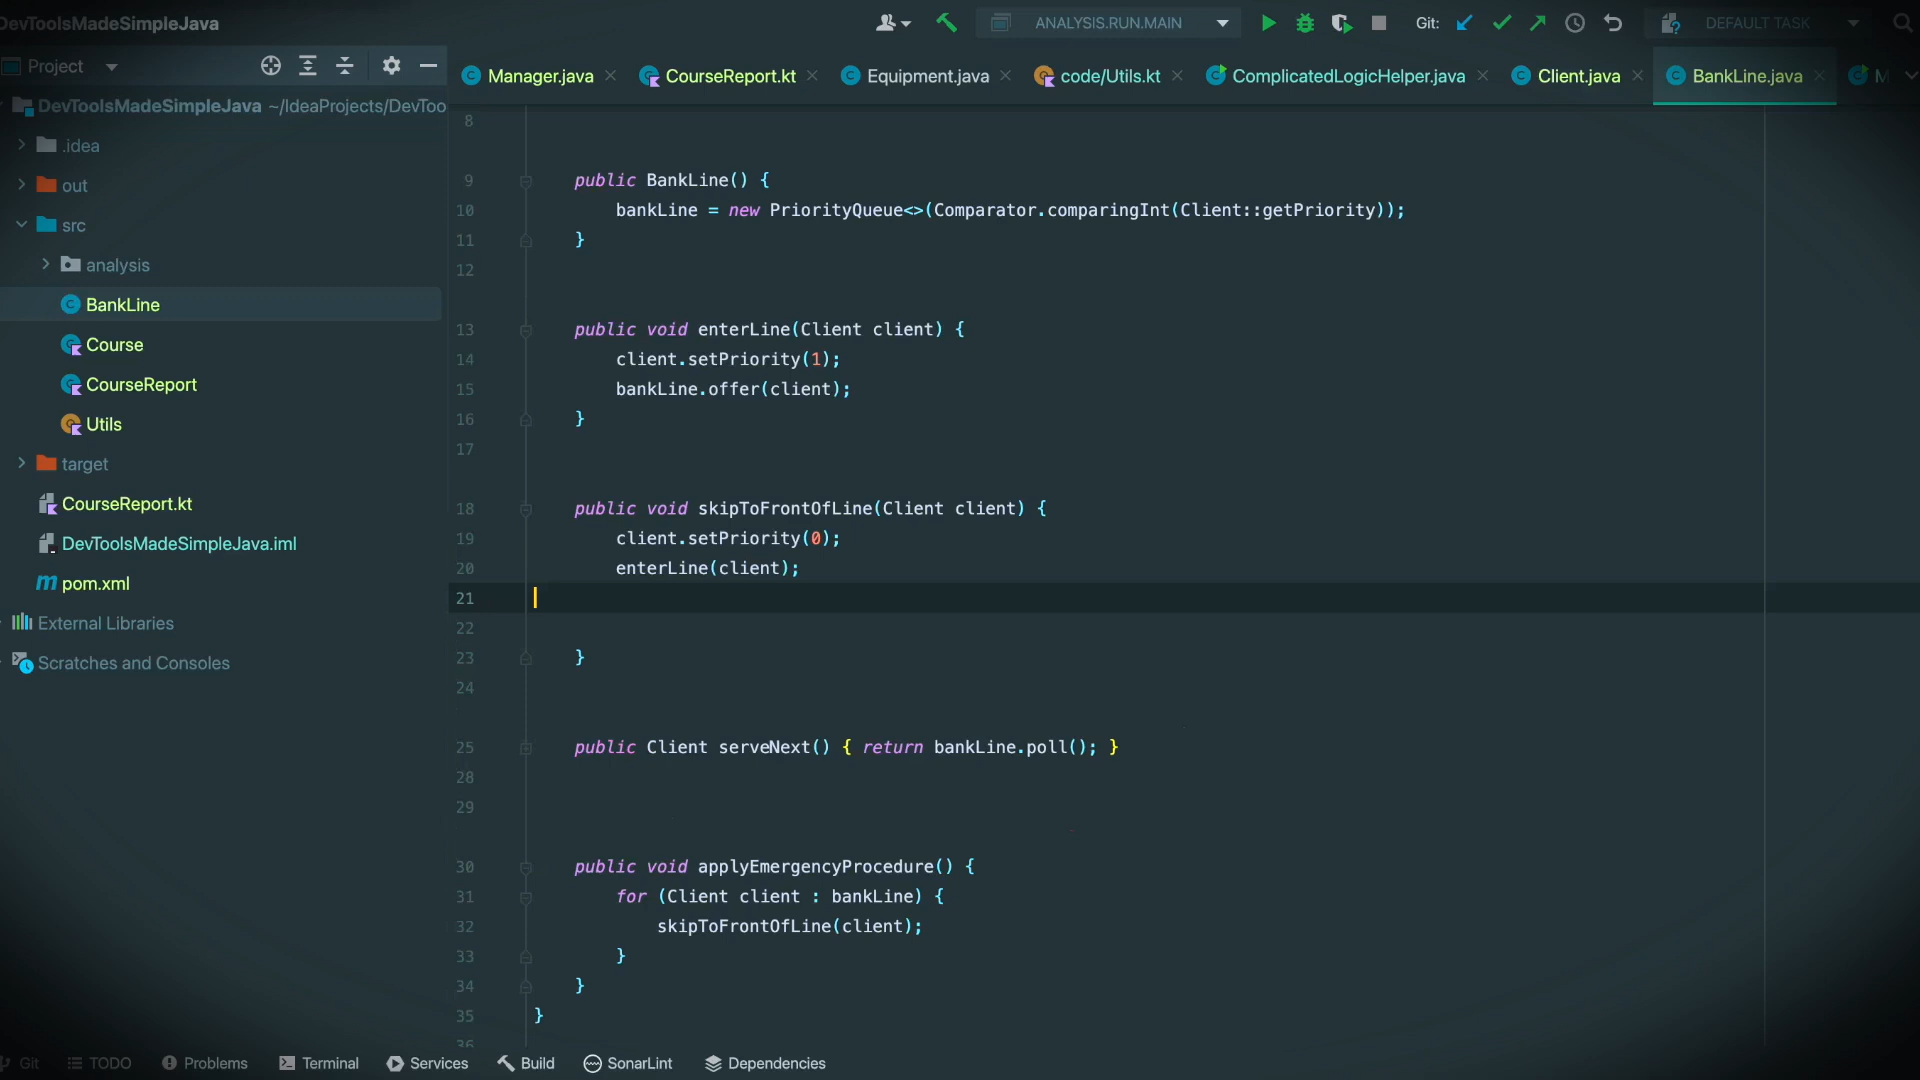 DevToolsMadeSimpleJava
ANALYSIS.RUN.MAIN
Git:
DEFAULT TASK
Project
Manager.java
CourseReport.kt
Equipment.java
code/Utils.kt
ComplicatedLogicHelper.java
Client.java
BankLine.java
M
DevToolsMadeSimpleJava ~/IdeaProjects/DevToo
.idea
out
src
analysis
BankLine
Course
CourseReport
Utils
target
CourseReport.kt
DevToolsMadeSimpleJava.iml
pom.xml
External Libraries
Scratches and Consoles
8
9 public BankLine() {
10 bankLine = new PriorityQueue<>(Comparator.comparingInt(Client::getPriority));
11 }
12
13 public void enterLine(Client client) {
14 client.setPriority(1);
15 bankLine.offer(client);
16 }
17
18 public void skipToFrontOfLine(Client client) {
19 client.setPriority(0);
20 enterLine(client);
21
22
23 }
24
25 public Client serveNext() { return bankLine.poll(); }
28
29
30 public void applyEmergencyProcedure() {
31 for (Client client : bankLine) {
32 skipToFrontOfLine(client);
33 }
34 }
35 }
36
Git
TODO
Problems
Terminal
Services
Build
SonarLint
Dependencies